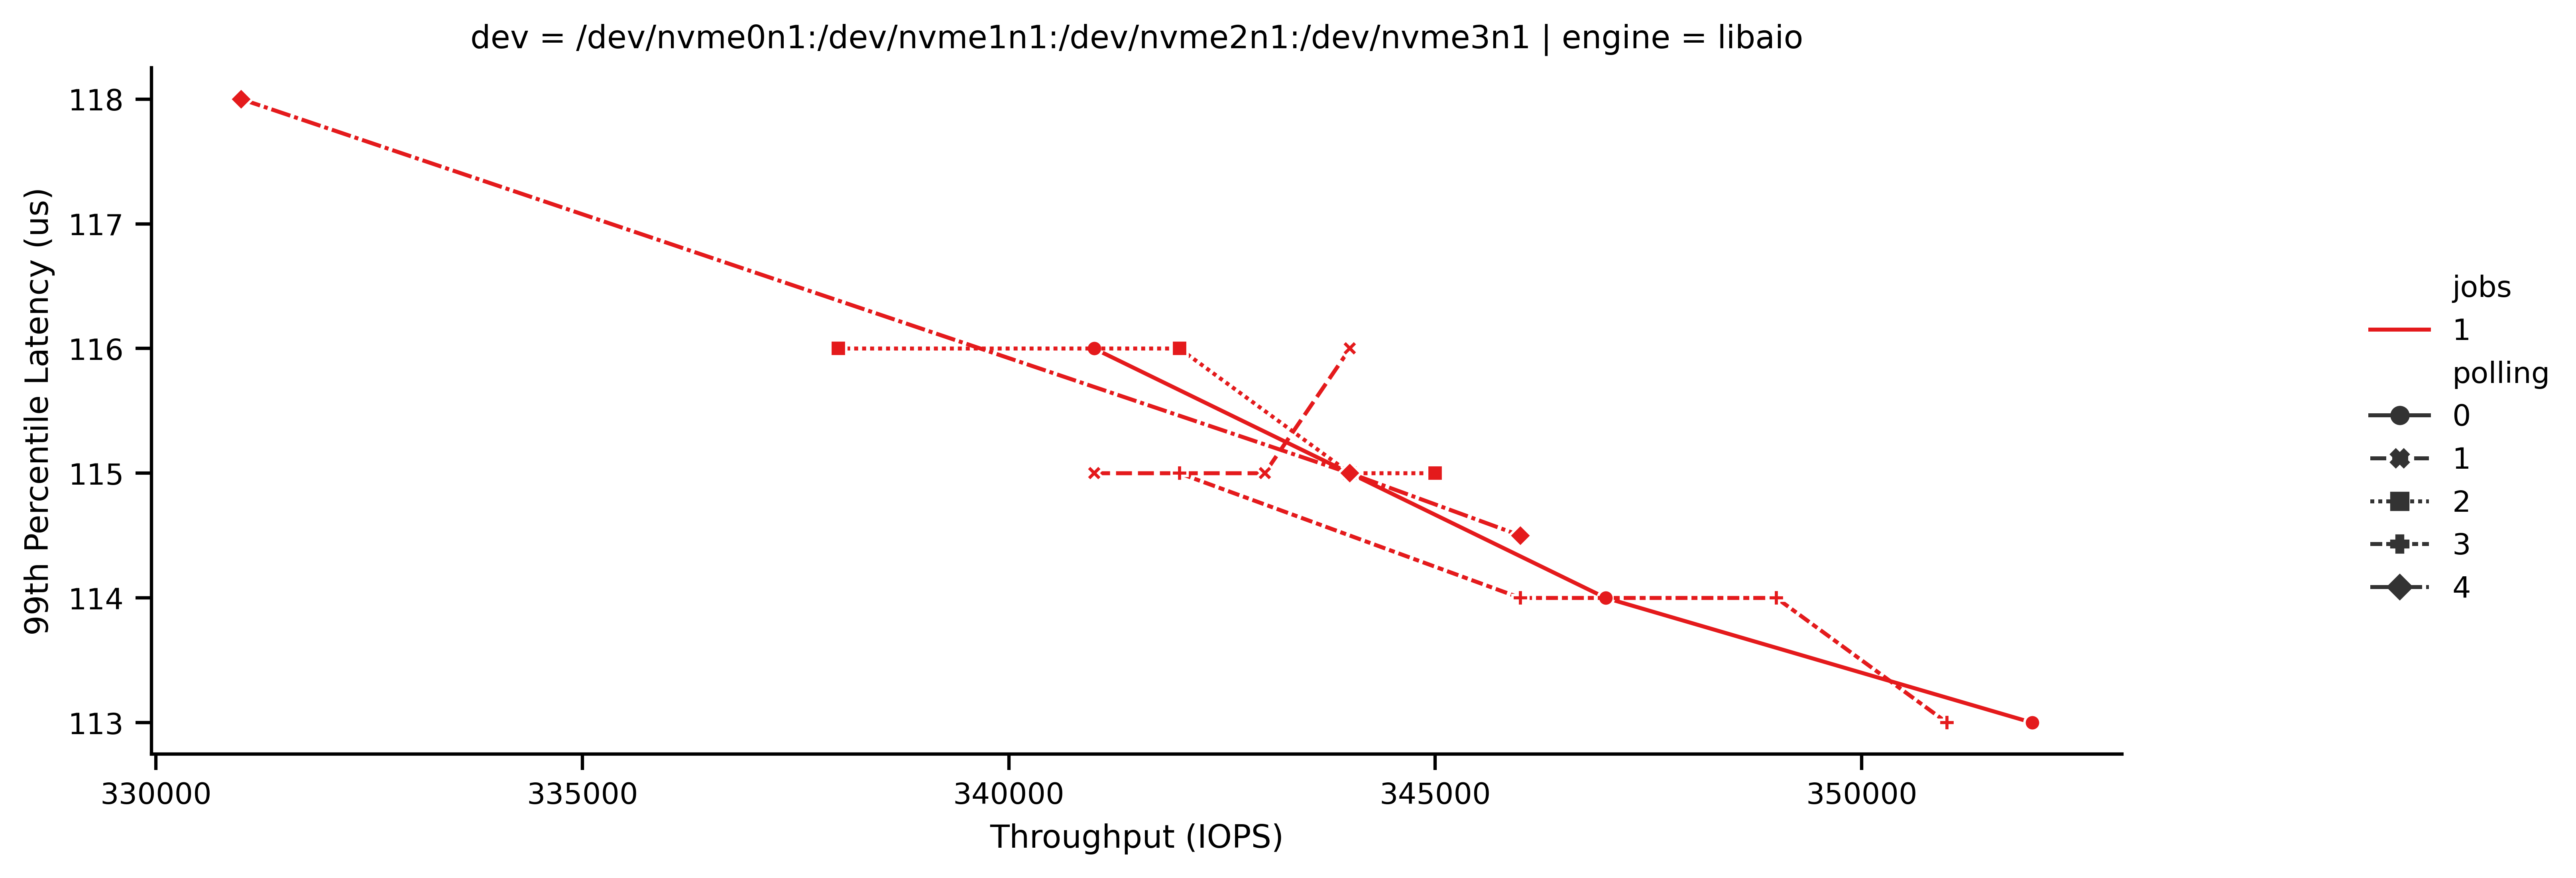 dev = /dev/nvme0n1:/dev/nvme1n1:/dev/nvme2n1:/dev/nvme3n1 | engine = libaio
99th Percentile Latency (us)
118
117
116
115
114
113
330000 335000 340000 345000 350000
Throughput (IOPS)
jobs
1
polling
0
1
2
3
4